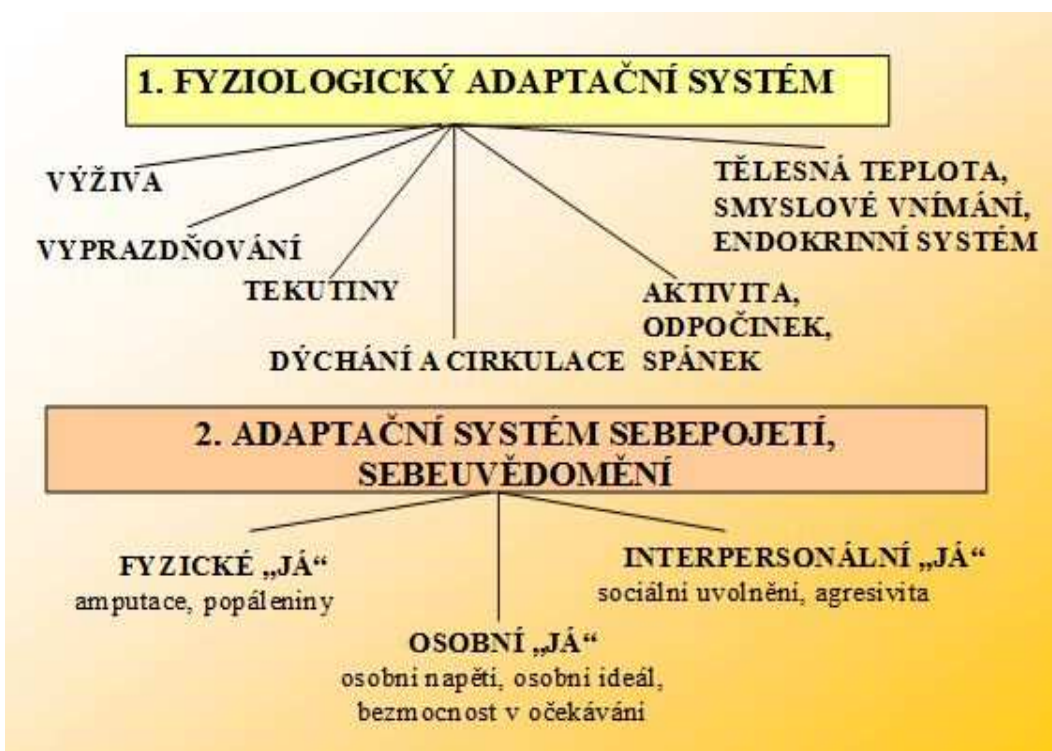 1. FYZIOLOGICKÝ ADAPTAČNÍ SYSTÉM
VÝŽIVA
VYPRAZDŇOVÁNÍ
TEKUTINY
DÝCHÁNÍ A CIRKULACE
AKTIVITA,
ODPOČINEK,
SPÁNEK
TĚLESNÁ TEPLOTA,
SMYSLOVÉ VNÍMÁNÍ,
ENDOKRINNÍ SYSTÉM
2. ADAPTAČNÍ SYSTÉM SEBEPOJETÍ,
SEBEUVĚDOMĚNÍ
FYZICKÉ „JÁ“
amputace, popáleniny
OSOBNÍ „JÁ“
osobní napětí, osobní ideál,
bezmocnost v očekávání
INTERPERSONÁLNÍ „JÁ“
sociální uvolnění, agresivita